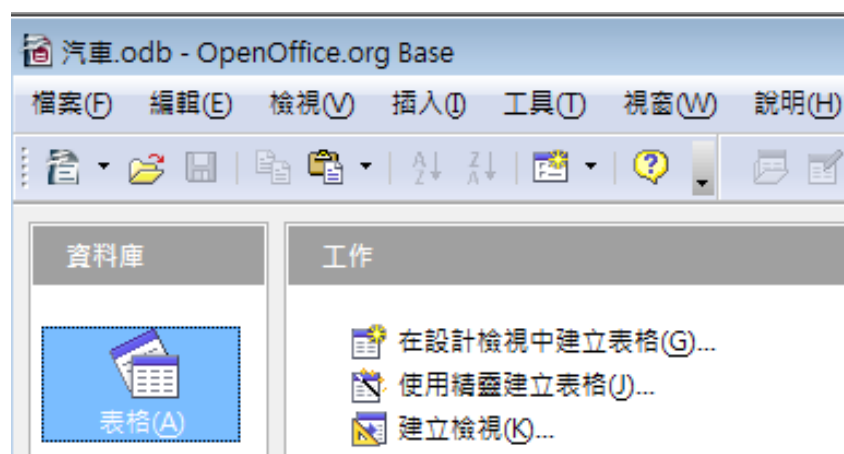 汽車.odb - OpenOffice.org Base
檔案(F) 編輯(E) 檢視(V) 插入(I) 工具(T) 視窗(W) 說明(H)
資料庫 工作
在設計檢視中建立表格(G)...
使用精靈建立表格(J)...
表格(A)
建立檢視(K)...